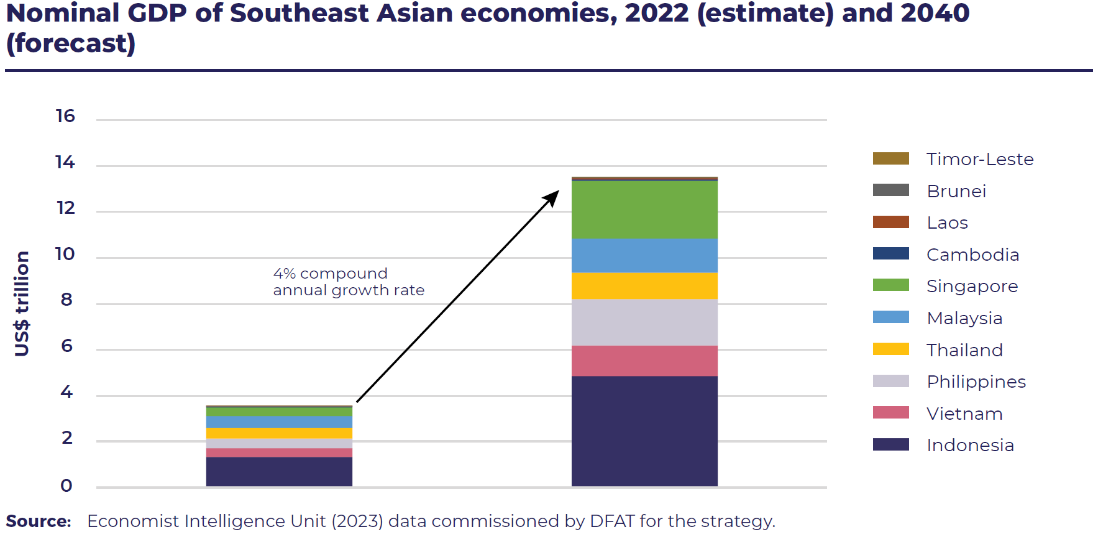 Nominal GDP of Southeast Asian economies, 2022 (estimate) and 2040
(forecast)
US$ trillion
16
14
12
10
8
6
4
2
0
4% compound
annual growth rate
Timor-Leste
Brunei
Laos
Cambodia
Singapore
Malaysia
Thailand
Philippines
Vietnam
Indonesia
Source: Economist Intelligence Unit (2023) data commissioned by DFAT for the strategy.